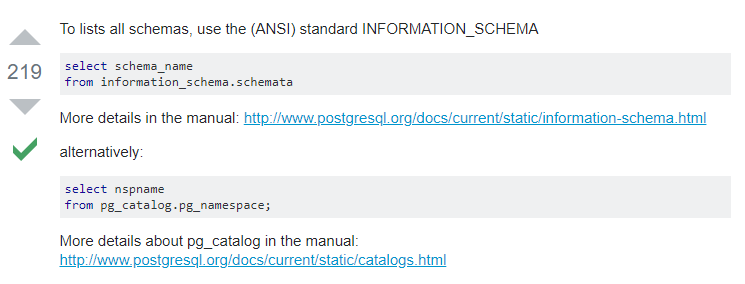 To lists all schemas, use the (ANSI) standard INFORMATION_SCHEMA
219
select schema_name
from information_schema.schemata
More details in the manual: http://www.postgresql.org/docs/current/static/information-schema.html
alternatively:
select nspname
from pg_catalog.pg_namespace;
More details about pg_catalog in the manual:
http://www.postgresql.org/docs/current/static/catalogs.html